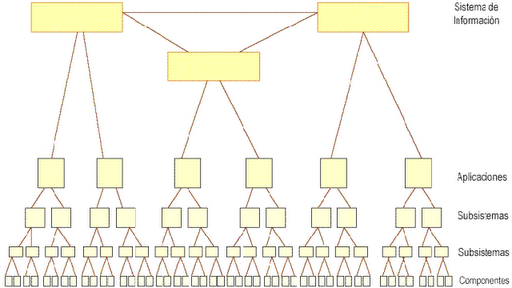 Sistema de
Información
Aplicaciones
Subsistemas
Subsistemas
Componentes